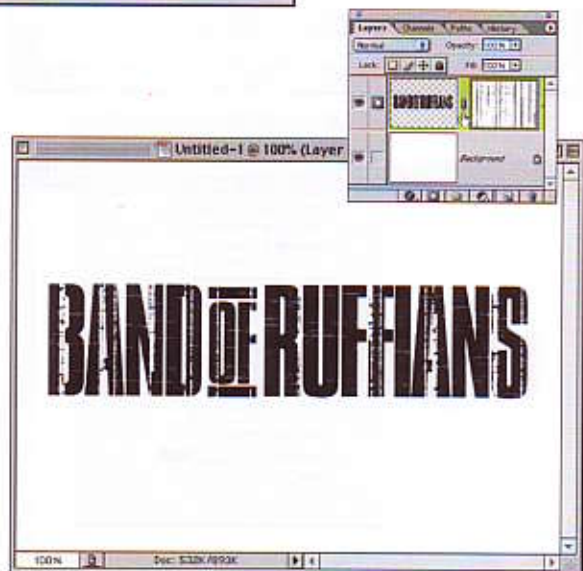 Layers Channels Paths History
Normal Opacity: 100%
Lock: Fill: 100%
BAND OF RUFFIANS
Background
Untitled-1 @ 100% (Layer
BAND OF RUFFIANS
100% Doc: 532K/893K